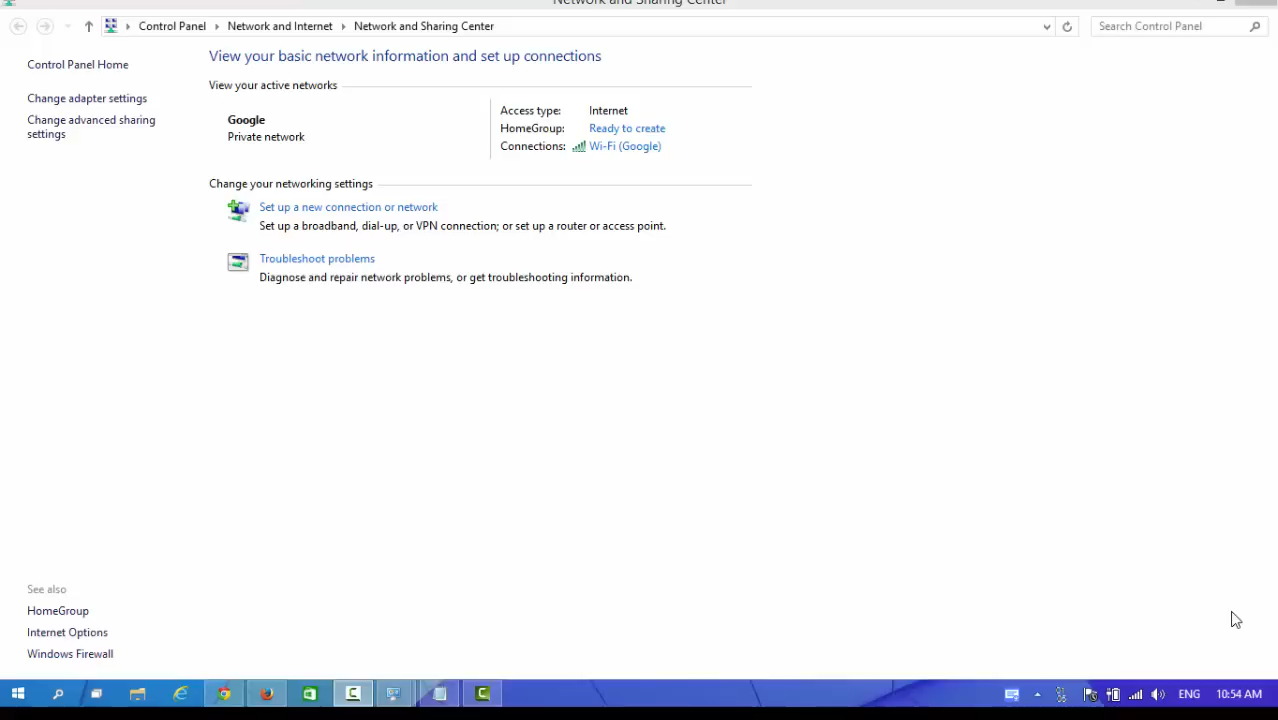 Network and Sharing Center
Control Panel Network and Internet Network and Sharing Center
Search Control Panel
Control Panel Home
Change adapter settings
Change advanced sharing
settings
View your basic network information and set up connections
View your active networks
Google
Private network
Access type: Internet
HomeGroup: Ready to create
Connections: Wi-Fi (Google)
Change your networking settings
Set up a new connection or network
Set up a broadband, dial-up, or VPN connection; or set up a router or access point.
Troubleshoot problems
Diagnose and repair network problems, or get troubleshooting information.
See also
HomeGroup
Internet Options
Windows Firewall
ENG 10:54 AM